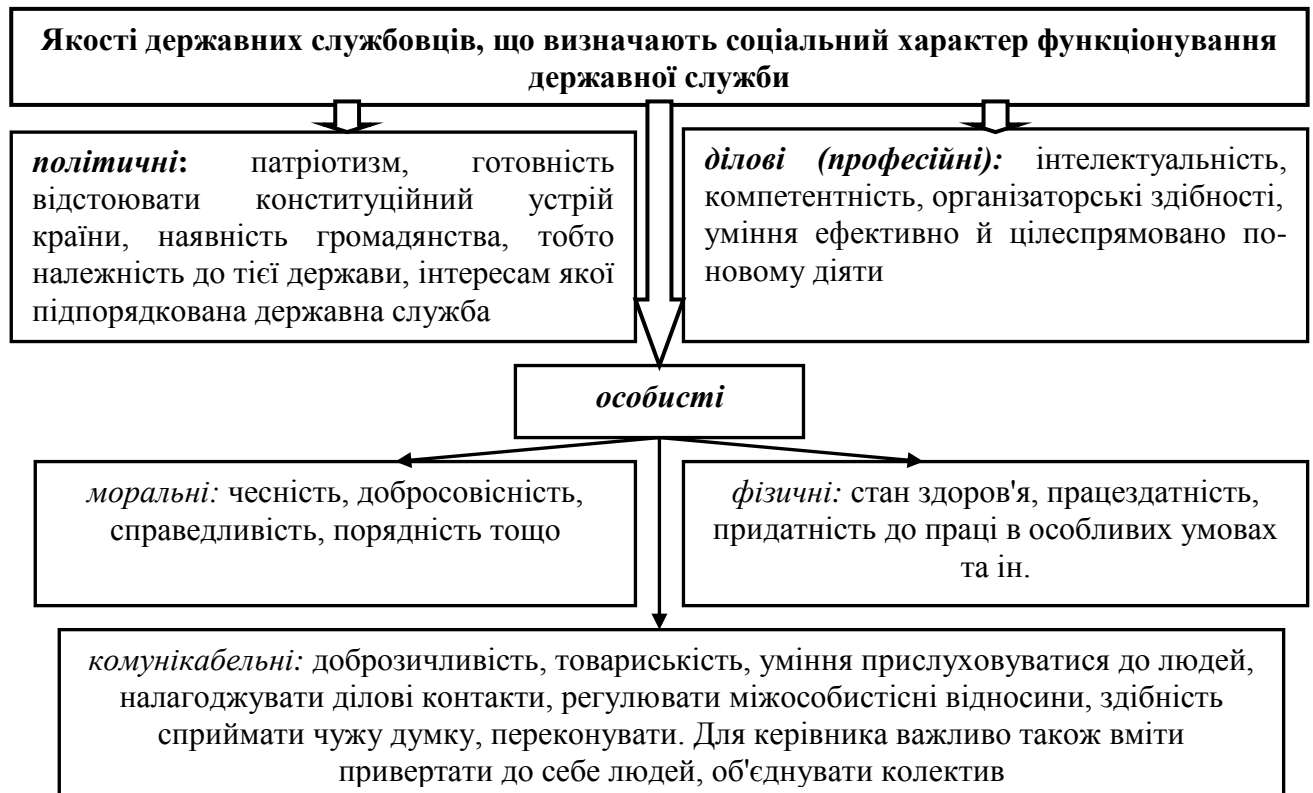 Якості державних службовців, що визначають соціальний характер функціонування
державної служби
політичні: патріотизм, готовність
відстоювати конституційний устрій
країни, наявність громадянства, тобто
належність до тієї держави, інтересам якої
підпорядкована державна служба
ділові (професійні): інтелектуальність,
компетентність, організаторські здібності,
уміння ефективно й цілеспрямовано по-
новому діяти
особисті
моральні: чесність, добросовісність,
справедливість, порядність тощо
фізичні: стан здоров'я, працездатність,
придатність до праці в особливих умовах
та ін.
комунікабельні: доброзичливість, товариськість, уміння прислуховуватися до людей,
налагоджувати ділові контакти, регулювати міжособистісні відносини, здібність
сприймати чужу думку, переконувати. Для керівника важливо також вміти
привертати до себе людей, об'єднувати колектив